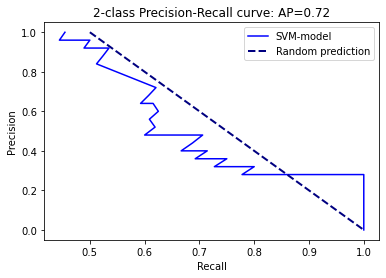 2-class Precision-Recall curve: AP=0.72
SVM-model
Random prediction
Precision
1.0
0.8
0.6
0.4
0.2
0.0
0.5
0.6
0.7
0.8
0.9
1.0
Recall